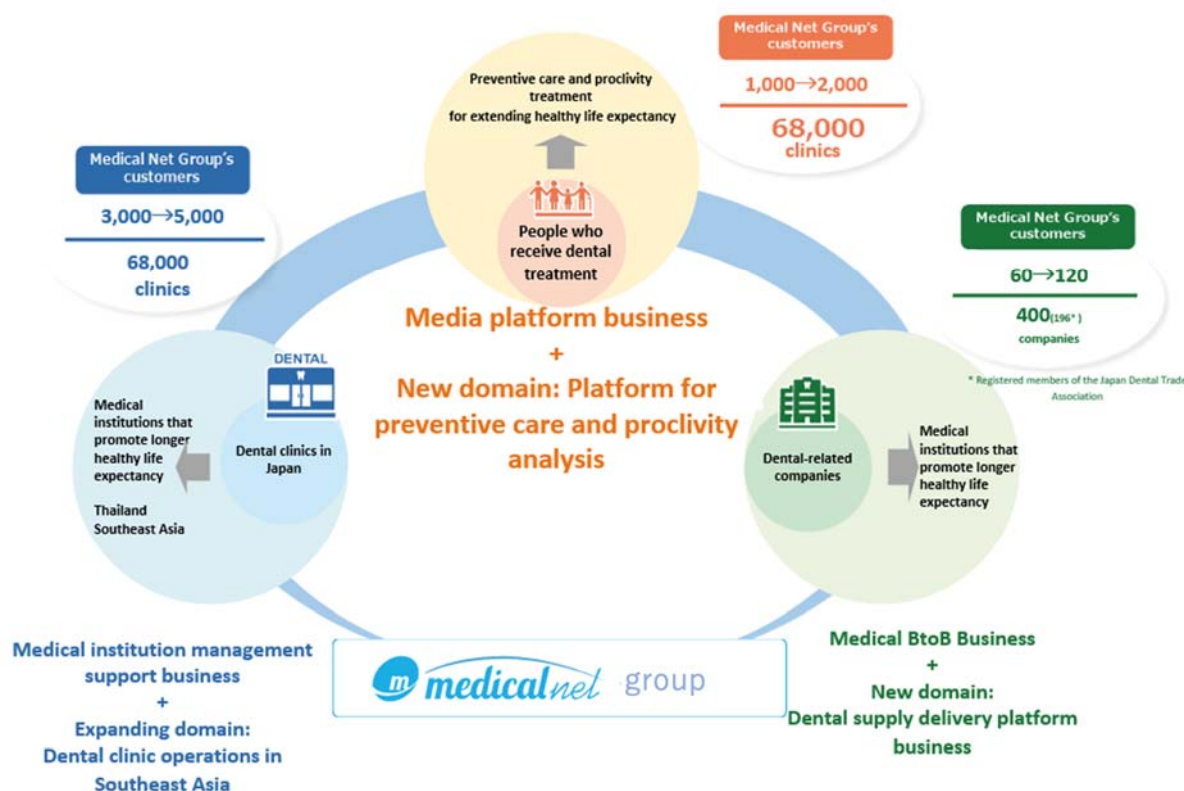 Medical Net Group's
customers
1,000→2,000
68,000
clinics
Preventive care and proclivity
treatment
for extending healthy life expectancy
People who
receive dental
treatment
Medical Net Group's
customers
3,000→5,000
68,000
clinics
Medical Net Group's
customers
60→120
400(196*)
companies
* Registered members of the Japan Dental Trade
Association
Media platform business
+
New domain: Platform for
preventive care and proclivity
analysis
DENTAL
Dental clinics in
Japan
Medical
institutions that
promote longer
healthy life
expectancy
Thailand
Southeast Asia
Dental-related
companies
Medical
institutions that
promote longer
healthy life
expectancy
Medical institution management
support business
+
Expanding domain:
Dental clinic operations in
Southeast Asia
m medicalnet group
Medical BtoB Business
+
New domain:
Dental supply delivery platform
business